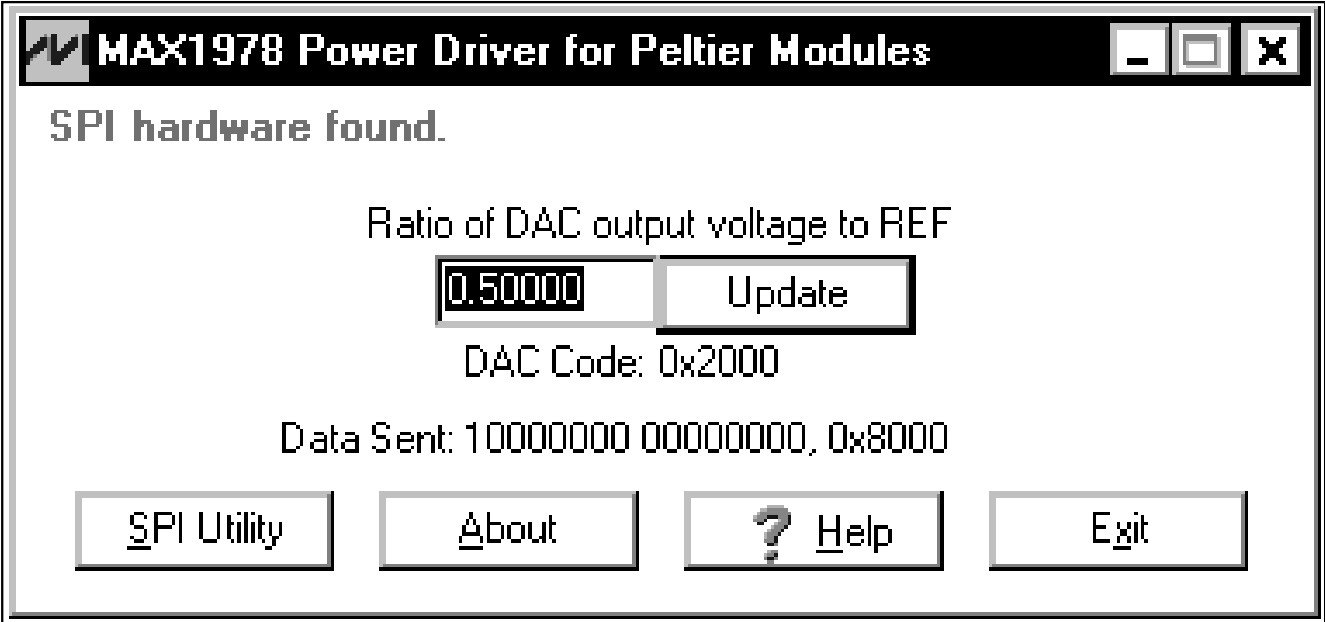 MAX1978 Power Driver for Peltier Modules
SPI hardware found.
Ratio of DAC output voltage to REF
0.50000 Update
DAC Code: 0x2000
Data Sent: 10000000 00000000, 0x8000
SPI Utility About ? Help Exit